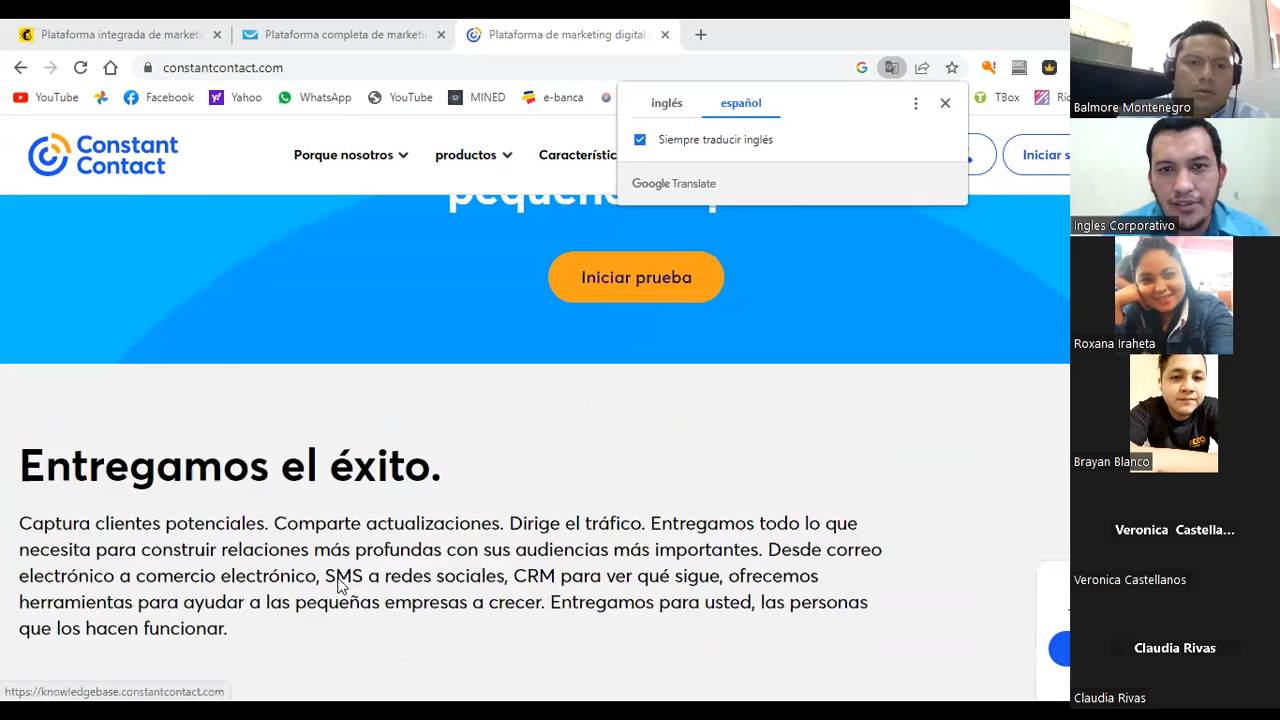 Plataforma integrada de marketi
Plataforma completa de marketi
Plataforma de marketing digital y
constantcontact.com
YouTube
Facebook
Yahoo
WhatsApp
YouTube
MINED
e-banca
TBox
Ri
inglés
español
Siempre traducir inglés
Google Translate
Constant
Contact
Porque nosotros
productos
Característic
Iniciar s
Iniciar prueba
Entregamos el éxito.
Captura clientes potenciales. Comparte actualizaciones. Dirige el tráfico. Entregamos todo lo que
necesita para construir relaciones más profundas con sus audiencias más importantes. Desde correo
electrónico a comercio electrónico, SMS a redes sociales, CRM para ver qué sigue, ofrecemos
herramientas para ayudar a las pequeñas empresas a crecer. Entregamos para usted, las personas
que los hacen funcionar.
https://knowledgebase.constantcontact.com
Balmore Montenegro
Ingles Corporativo
Roxana Iraheta
Brayan Blanco
Veronica Castella...
Veronica Castellanos
Claudia Rivas
Claudia Rivas